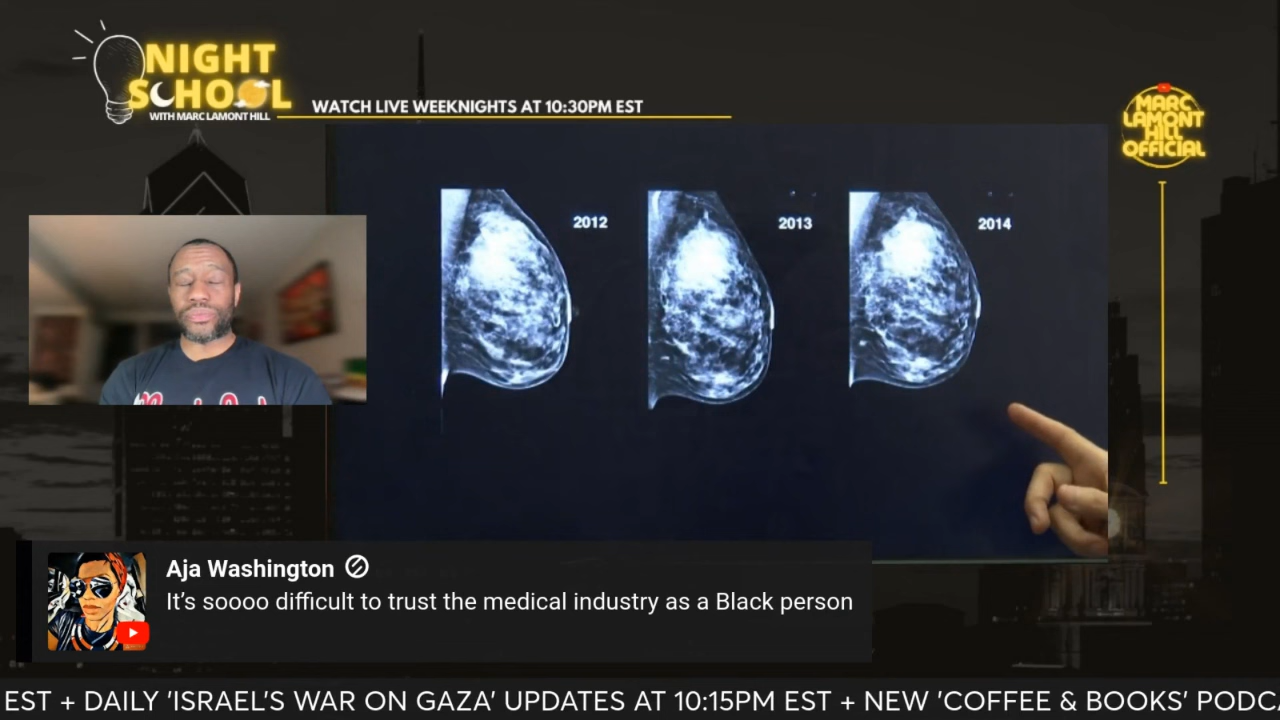 NIGHT
SCHOOL
WITH MARC LAMONT HILL
WATCH LIVE WEEKNIGHTS AT 10:30PM EST
MARC
LAMONT
HILL
OFFICIAL
2012
2013
2014
Aja Washington
It’s soooo difficult to trust the medical industry as a Black person
EST + DAILY 'ISRAEL'S WAR ON GAZA' UPDATES AT 10:15PM EST + NEW 'COFFEE & BOOKS'